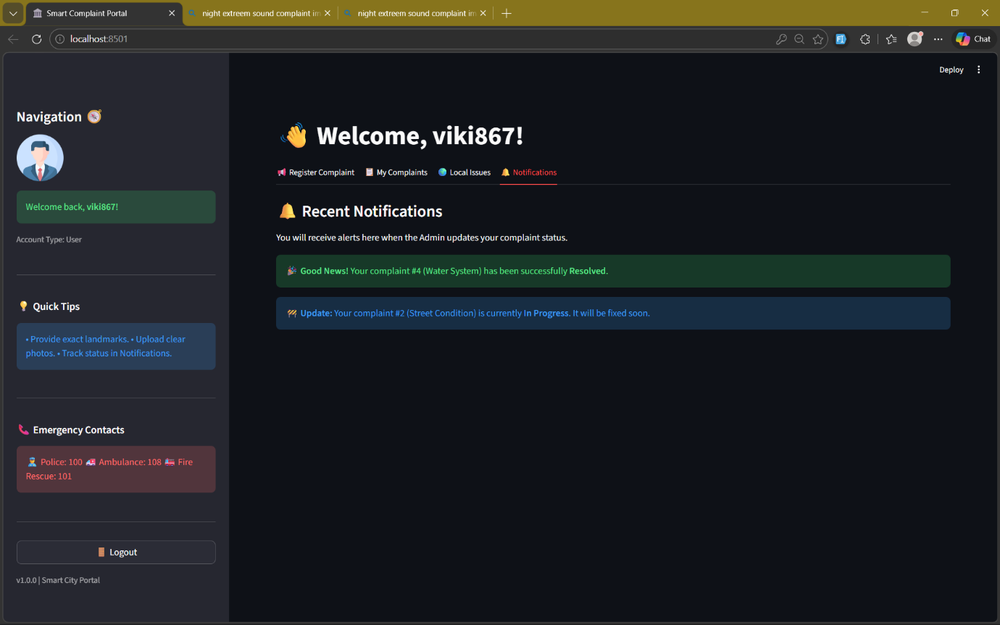 Smart Complaint Portal
night extreem sound complaint im
night extreem sound complaint im
localhost:8501
Chat
Deploy
Navigation
Welcome back, viki867!
Account Type: User
💡 Quick Tips
• Provide exact landmarks. • Upload clear
photos. • Track status in Notifications.
📞 Emergency Contacts
👮 Police: 100 🚑 Ambulance: 108 🚒 Fire
Rescue: 101
🚪 Logout
v1.0.0 | Smart City Portal
👋 Welcome, viki867!
📢 Register Complaint 📋 My Complaints 🌍 Local Issues 🔔 Notifications
🔔 Recent Notifications
You will receive alerts here when the Admin updates your complaint status.
🎉 Good News! Your complaint #4 (Water System) has been successfully Resolved.
🚧 Update: Your complaint #2 (Street Condition) is currently In Progress. It will be fixed soon.